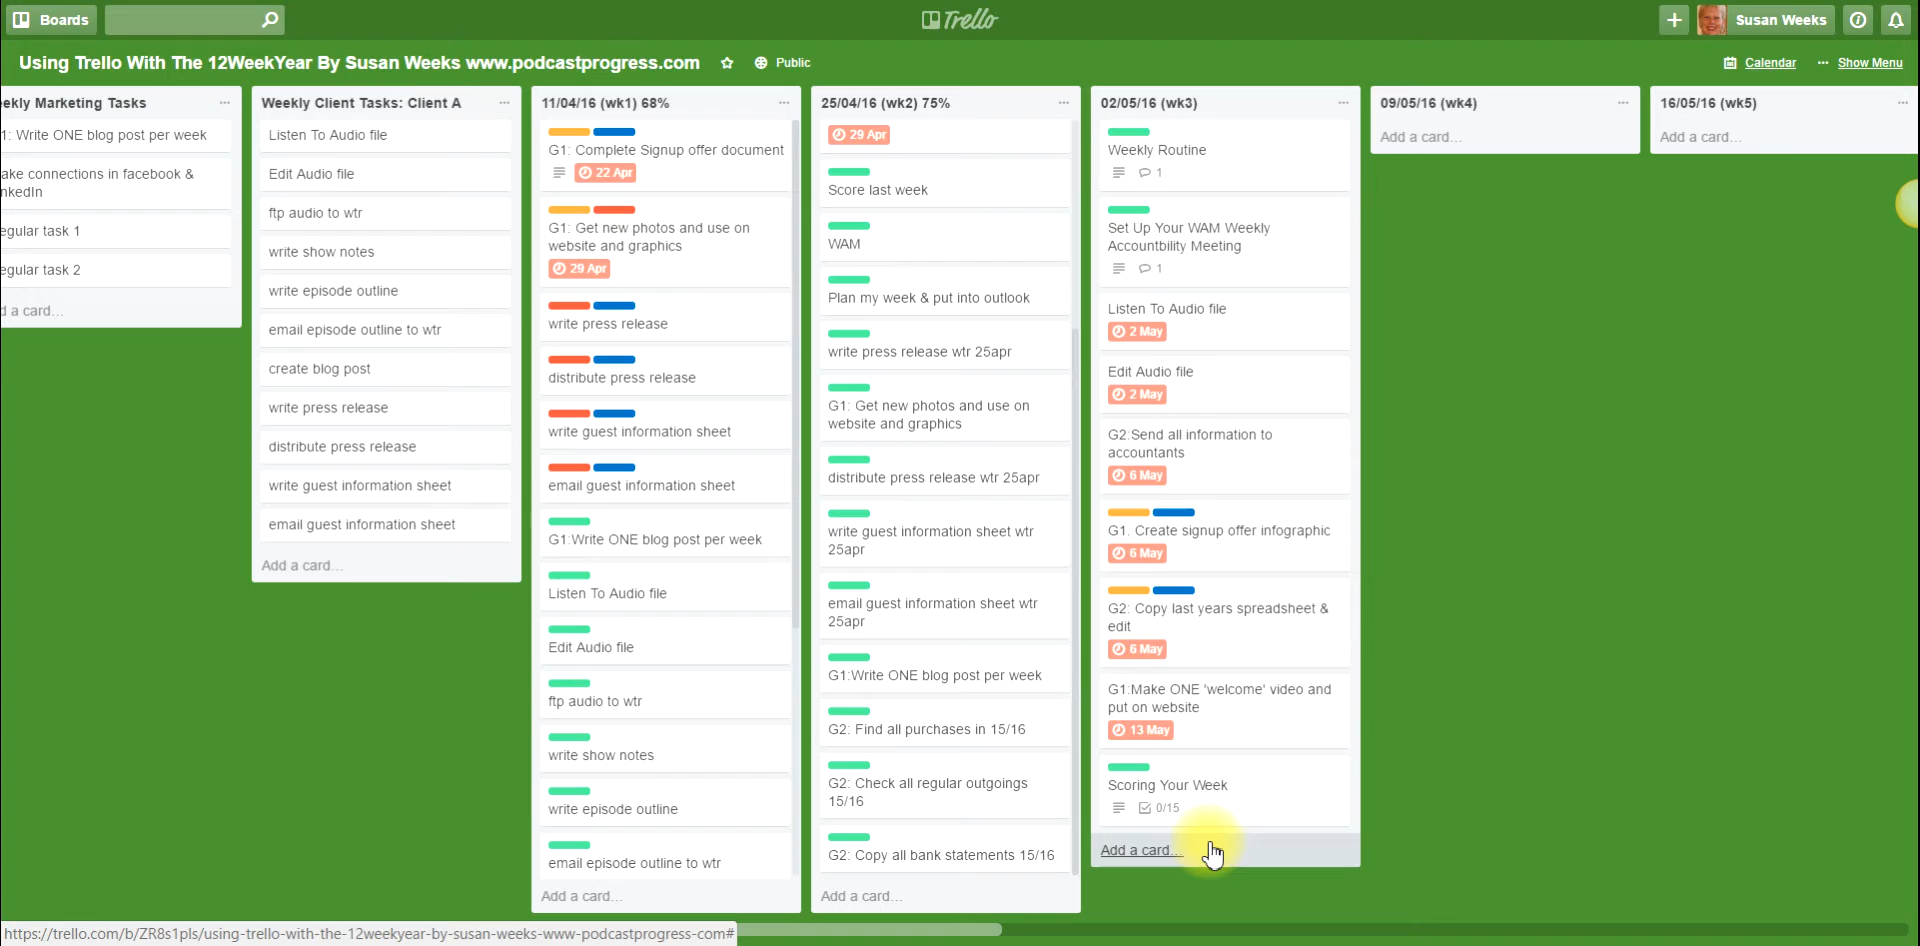 Boards
Trello
Susan Weeks
Using Trello With The 12WeekYear By Susan Weeks www.podcastprogress.com
Public
Calendar
Show Menu
ekly Marketing Tasks
1: Write ONE blog post per week
ake connections in facebook &
nkedIn
egular task 1
egular task 2
d a card...
Weekly Client Tasks: Client A
Listen To Audio file
Edit Audio file
ftp audio to wtr
write show notes
write episode outline
email episode outline to wtr
create blog post
write press release
distribute press release
write guest information sheet
email guest information sheet
Add a card...
11/04/16 (wk1) 68%
G1: Complete Signup offer document
22 Apr
G1: Get new photos and use on
website and graphics
29 Apr
write press release
distribute press release
write guest information sheet
email guest information sheet
G1:Write ONE blog post per week
Listen To Audio file
Edit Audio file
ftp audio to wtr
write show notes
write episode outline
email episode outline to wtr
Add a card...
25/04/16 (wk2) 75%
29 Apr
Score last week
WAM
Plan my week & put into outlook
write press release wtr 25apr
G1: Get new photos and use on
website and graphics
distribute press release wtr 25apr
write guest information sheet wtr
25apr
email guest information sheet wtr
25apr
G1:Write ONE blog post per week
G2: Find all purchases in 15/16
G2: Check all regular outgoings
15/16
G2: Copy all bank statements 15/16
Add a card...
02/05/16 (wk3)
Weekly Routine
1
Set Up Your WAM Weekly
Accountbility Meeting
1
Listen To Audio file
2 May
Edit Audio file
2 May
G2:Send all information to
accountants
6 May
G1. Create signup offer infographic
6 May
G2: Copy last years spreadsheet &
edit
6 May
G1:Make ONE 'welcome' video and
put on website
13 May
Scoring Your Week
0/15
Add a card...
09/05/16 (wk4)
Add a card...
16/05/16 (wk5)
Add a card...
https://trello.com/b/ZR8s1pls/using-trello-with-the-12weekyear-by-susan-weeks-www-podcastprogress-com#